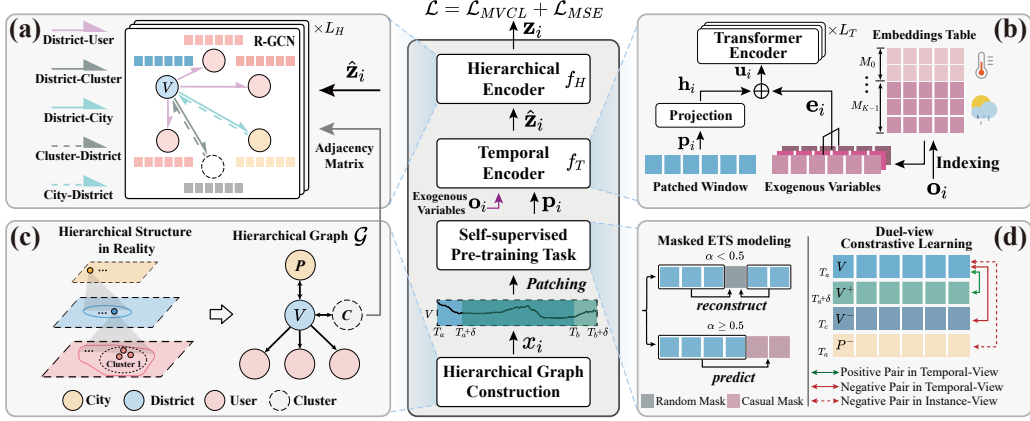 (a)
×L_H
R-GCN
District-User
District-Cluster
District-City
Cluster-District
City-District
V
ẑ_i
Adjacency
Matrix
ℒ = ℒ_MVCL + ℒ_MSE
z_i
Hierarchical
Encoder
f_H
ẑ_i
Temporal
Encoder
f_T
Exogenous
Variables
o_i
p_i
Self-supervised
Pre-training Task
Patching
V
T_a
T_a+δ
T_b
T_b+δ
x_i
Hierarchical Graph
Construction
(b)
Transformer
Encoder
×L_T
u_i
h_i
e_i
Projection
p_i
Patched Window
Exogenous Variables
Embeddings Table
M_0
⋮
M_K-1
Indexing
o_i
(c)
Hierarchical Structure
in Reality
Hierarchical Graph 𝒢
...
...
...
Cluster 1
P
V
C
City
District
User
Cluster
(d)
Masked ETS modeling
α < 0.5
reconstruct
α ≥ 0.5
predict
Random Mask
Casual Mask
Duel-view
Constrastive Learning
T_a
V
T_a+δ
V⁺
T_c
V⁻
T_a
P⁻
Positive Pair in Temporal-View
Negative Pair in Temporal-View
Negative Pair in Instance-View